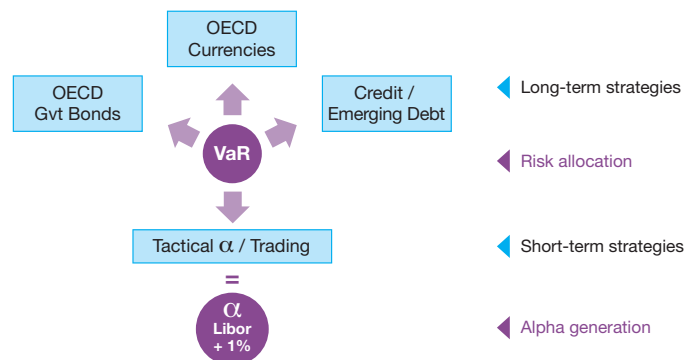 OECD
Currencies
OECD
Gvt Bonds
Credit /
Emerging Debt
Long-term strategies
VaR
Risk allocation
Tactical α / Trading
Short-term strategies
=
α
Libor
+ 1%
Alpha generation